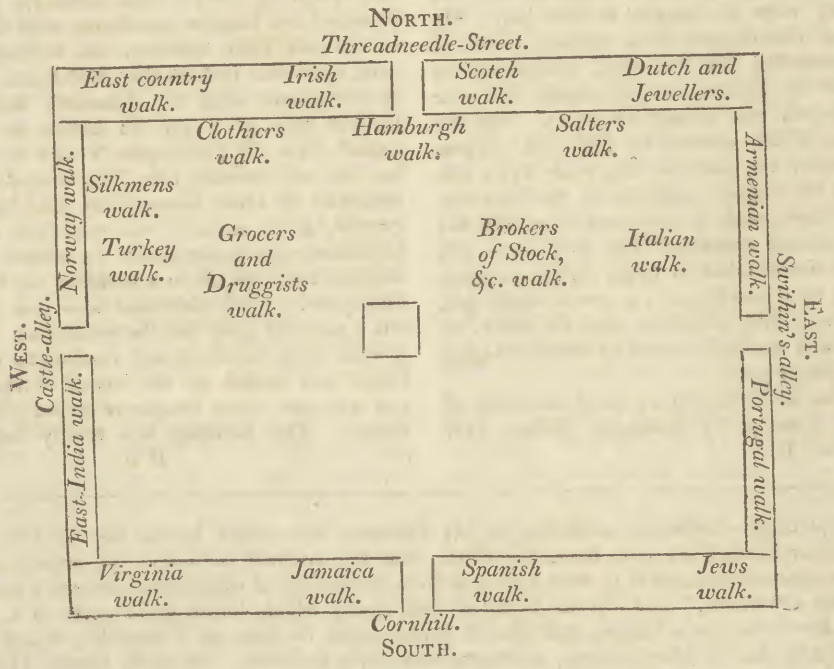 NORTH.
Threadneedle-Street.
East country
walk.
Irish
walk.
Scoteh
walk.
Dutch and
Jewellers.
Clothiers
walk.
Hamburgh
walk.
Salters
walk.
Norway walk.
Silkmens
walk.
Turkey
walk.
Grocers
and
Druggists
walk.
Brokers
of Stock,
&c. walk.
Italian
walk.
Armenian walk.
WEST.
Castle-alley.
Swithin's-alley.
EAST.
East-India walk.
Portugal walk.
Virginia
walk.
Jamaica
walk.
Spanish
walk.
Jews
walk.
Cornhill.
SOUTH.